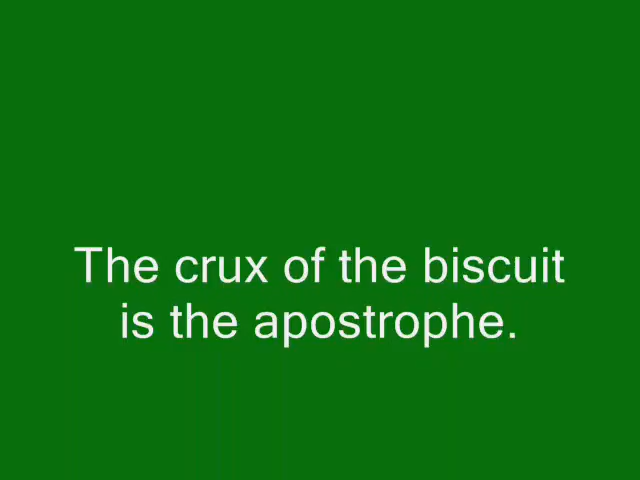 The crux of the biscuit
is the apostrophe.